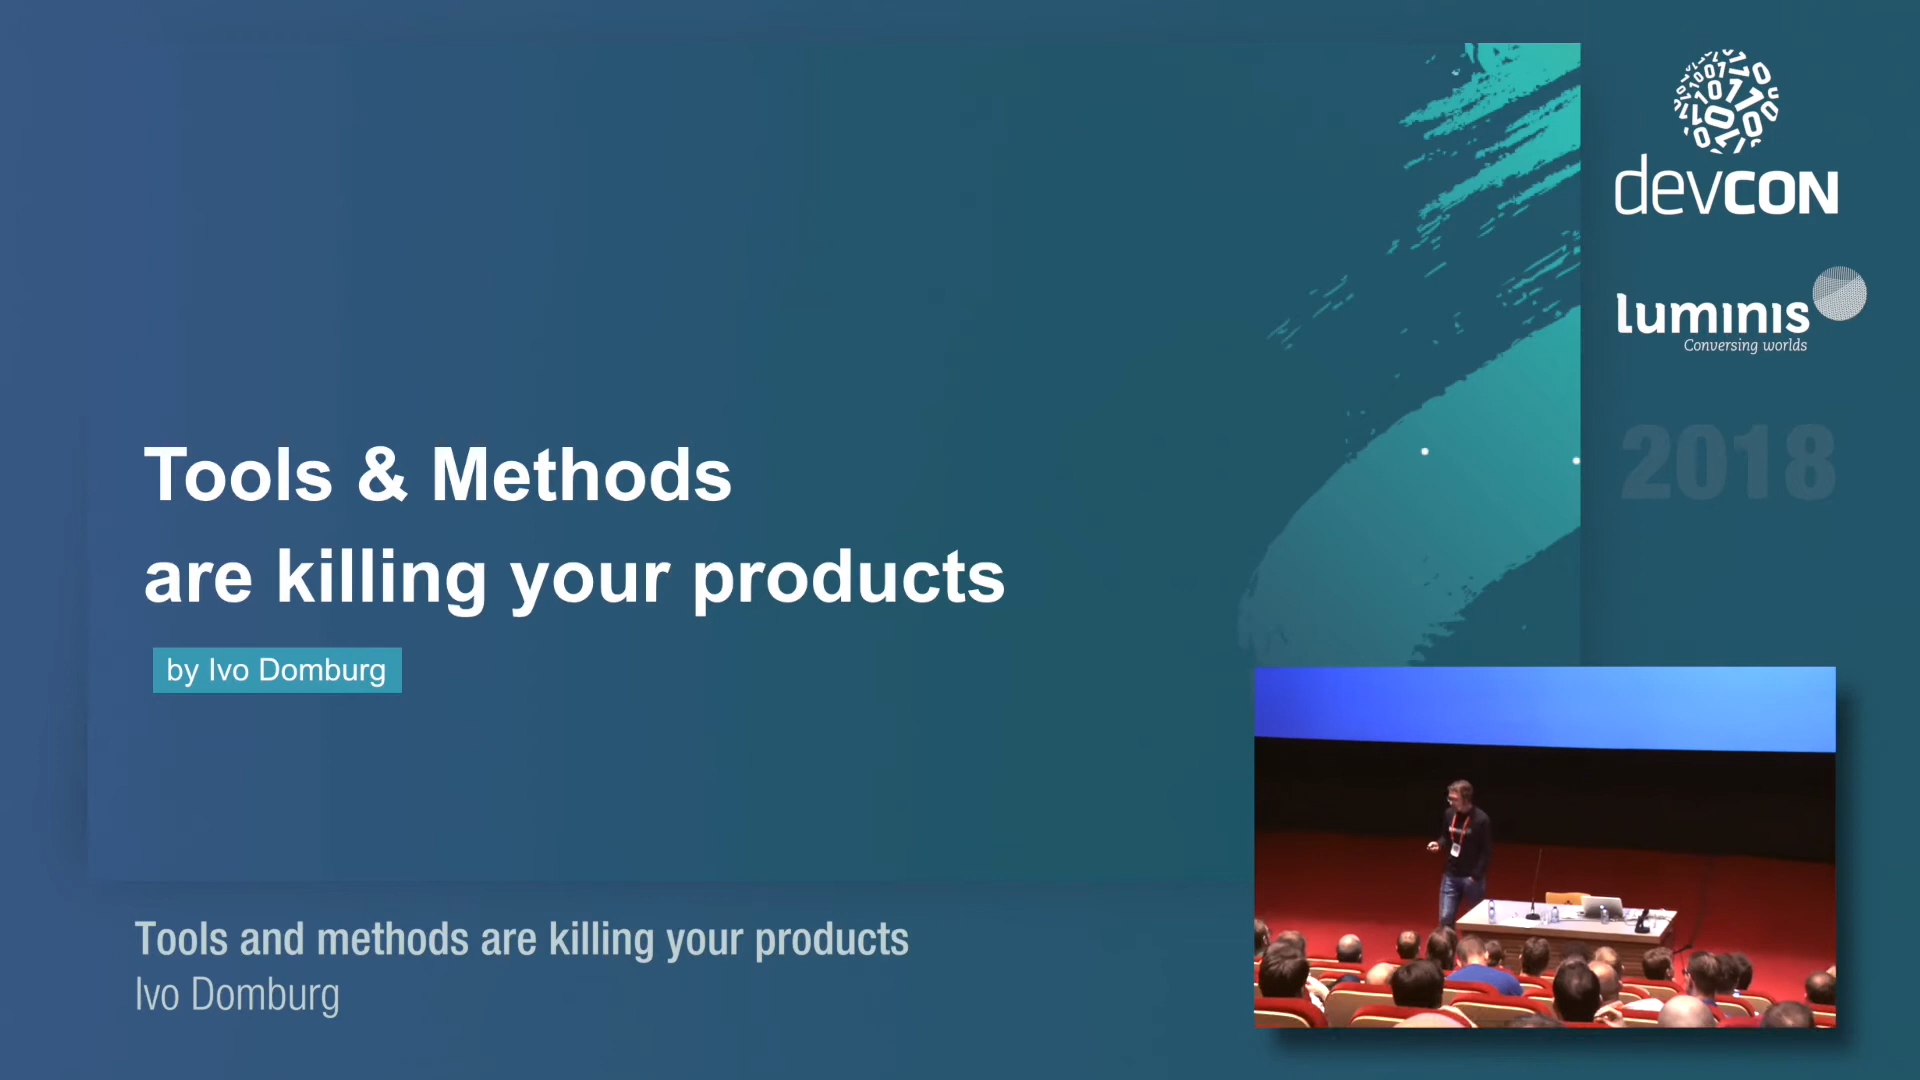 Tools & Methods
are killing your products
by Ivo Domburg
devcon
luminis
Conversing worlds
2018
Tools and methods are killing your products
Ivo Domburg